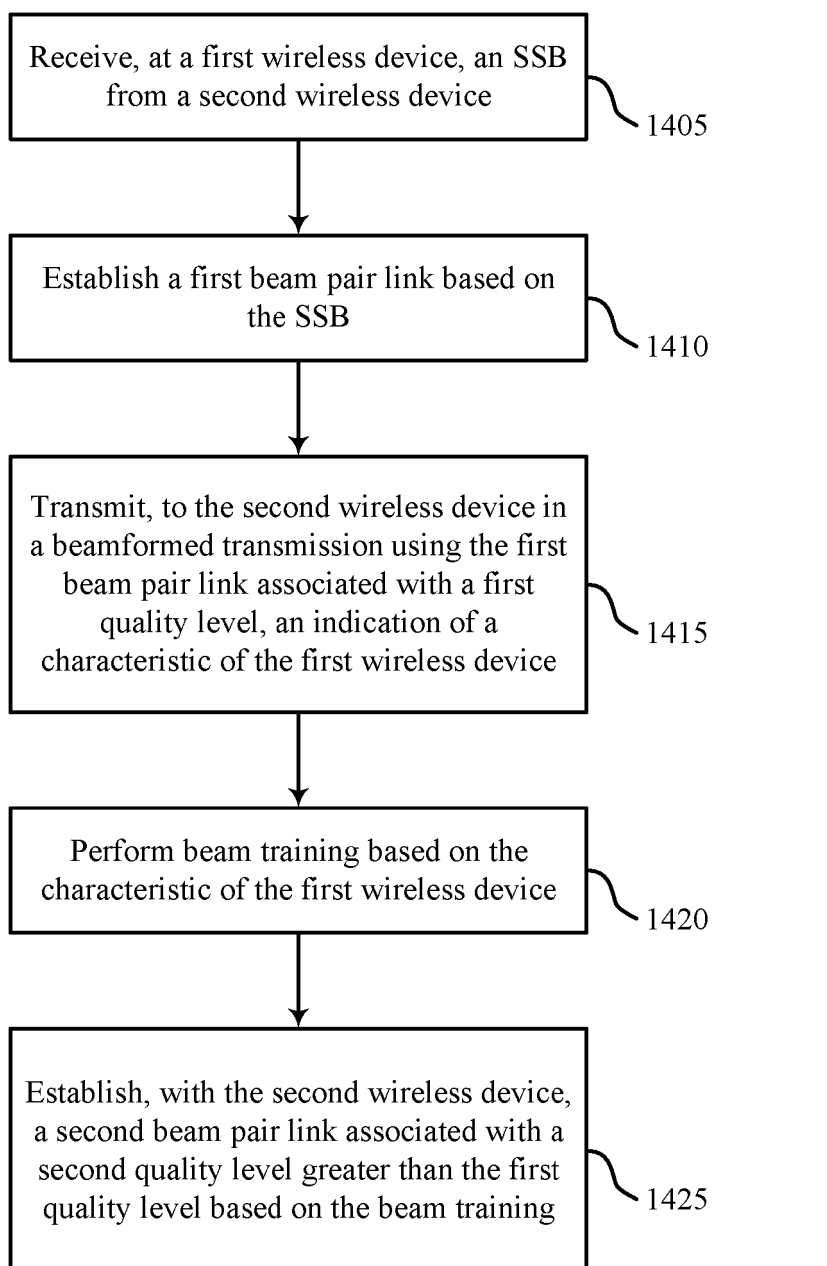 Receive, at a first wireless device, an SSB
from a second wireless device
1405
Establish a first beam pair link based on
the SSB
1410
Transmit, to the second wireless device in
a beamformed transmission using the first
beam pair link associated with a first
quality level, an indication of a
characteristic of the first wireless device
1415
Perform beam training based on the
characteristic of the first wireless device
1420
Establish, with the second wireless device,
a second beam pair link associated with a
second quality level greater than the first
quality level based on the beam training
1425